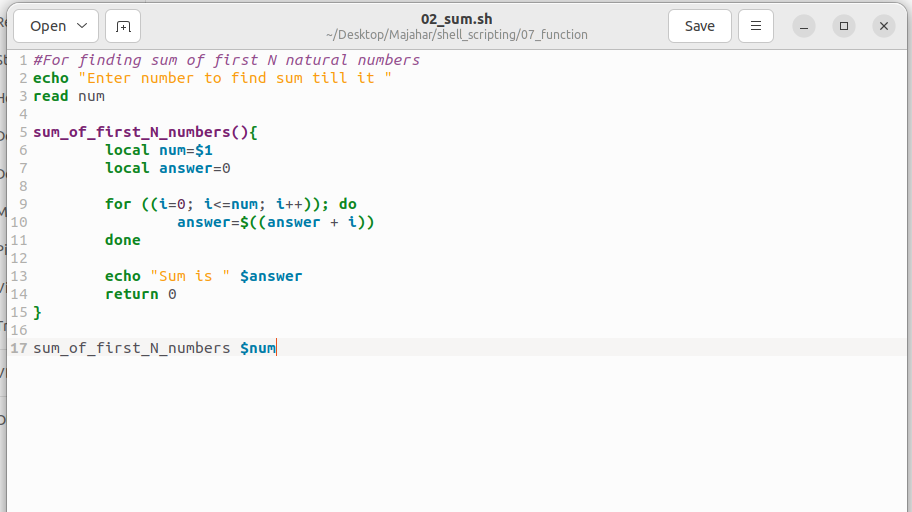 Open
02_sum.sh
~/Desktop/Majahar/shell_scripting/07_function
Save
1 #For finding sum of first N natural numbers
2 echo "Enter number to find sum till it "
3 read num
4
5 sum_of_first_N_numbers(){
6         local num=$1
7         local answer=0
8
9         for ((i=0; i<=num; i++)); do
10                 answer=$((answer + i))
11         done
12
13         echo "Sum is " $answer
14         return 0
15 }
16
17 sum_of_first_N_numbers $num